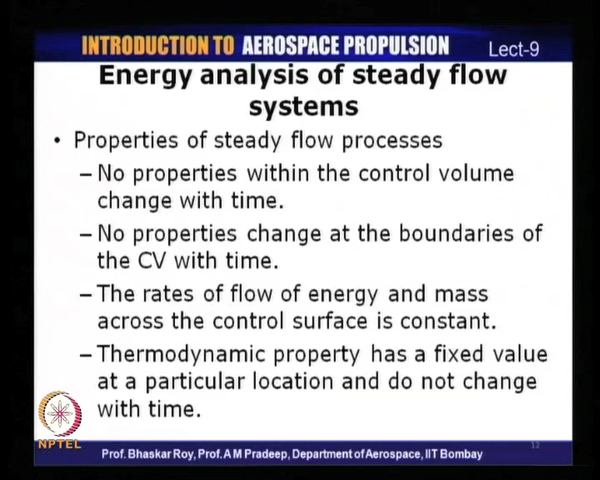 INTRODUCTION TO AEROSPACE PROPULSION Lect-9
Energy analysis of steady flow
systems
• Properties of steady flow processes
– No properties within the control volume
change with time.
– No properties change at the boundaries of
the CV with time.
– The rates of flow of energy and mass
across the control surface is constant.
– Thermodynamic property has a fixed value
at a particular location and do not change
with time.
NPTEL
12
Prof. Bhaskar Roy, Prof. A M Pradeep, Department of Aerospace, IIT Bombay